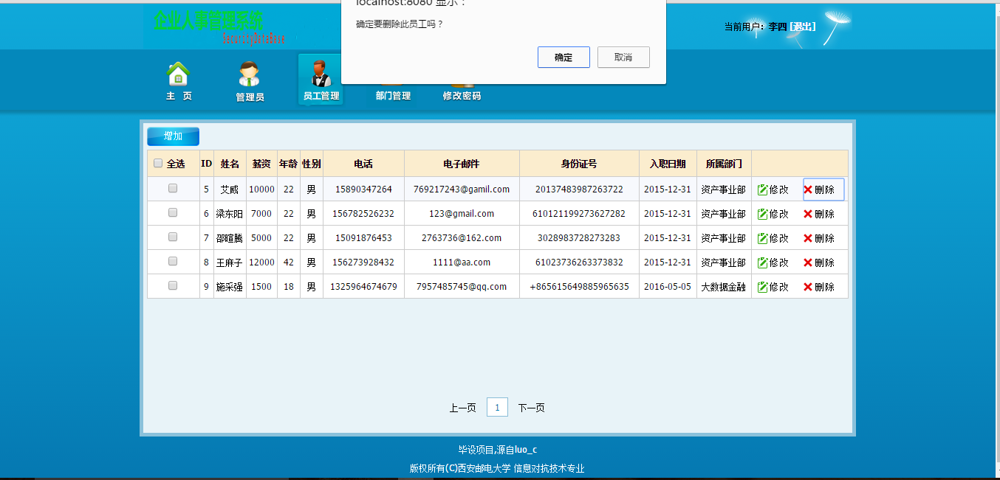 localhost:8080 显示：
确定要删除此员工吗？
确定 取消
企业人事管理系统
SecurityDataBase
当前用户：李四 [退出]
主 页 管理员 员工管理 部门管理 修改密码
增加
全选 ID 姓名 薪资 年龄 性别 电话 电子邮件 身份证号 入职日期 所属部门
5 艾威 10000 22 男 15890347264 769217243@gamil.com 20137483987263722 2015-12-31 资产事业部 修改 删除
6 梁东阳 7000 22 男 156782526232 123@gmail.com 610121199273627282 2015-12-31 资产事业部 修改 删除
7 邵暄腾 5000 22 男 15091876453 2763736@162.com 3028983728273283 2015-12-31 资产事业部 修改 删除
8 王麻子 12000 42 男 156273928432 1111@aa.com 61023736263373832 2015-12-31 资产事业部 修改 删除
9 施采强 1500 18 男 1325964674679 7957485745@qq.com +865615649885965635 2016-05-05 大数据金融 修改 删除
上一页 1 下一页
毕设项目,源自luo_c
版权所有(C)西安邮电大学 信息对抗技术专业